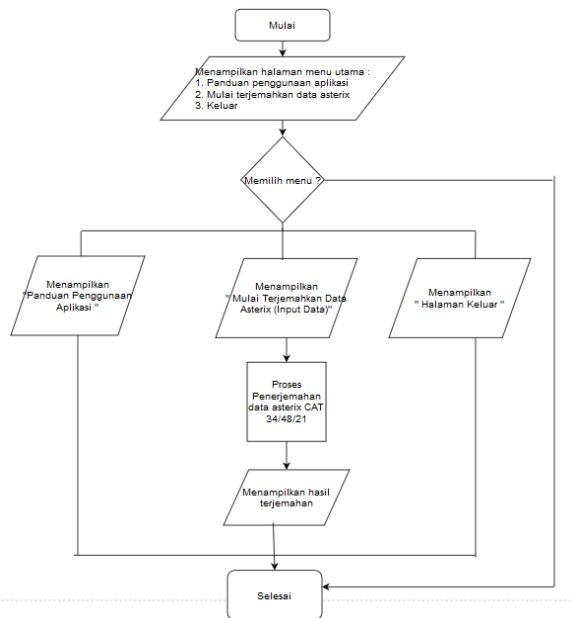 Mulai
Menampilkan halaman menu utama :
1. Panduan penggunaan aplikasi
2. Mulai terjemahkan data asterix
3. Keluar
Memilih menu ?
Menampilkan
"Panduan Penggunaan
Aplikasi "
Menampilkan
" Mulai Terjemahkan Data
Asterix (Input Data)"
Menampilkan
" Halaman Keluar "
Proses
Penerjemahan
data asterix CAT
34/48/21
Menampilkan hasil
terjemahan
Selesai